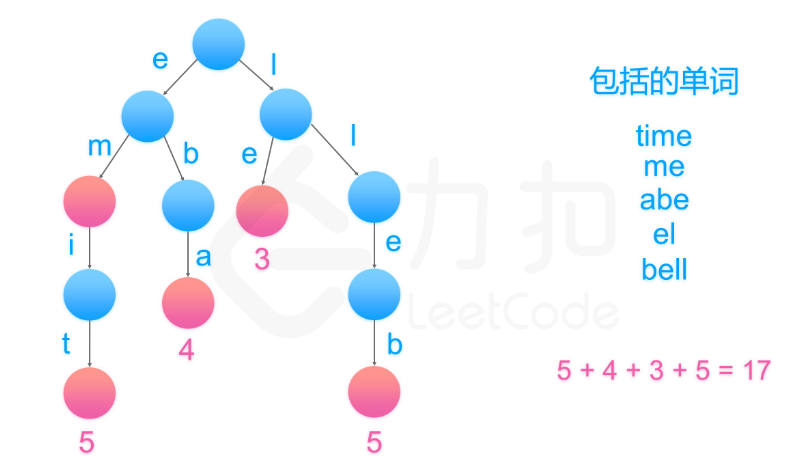 e
l
包括的单词
m
b
e
l
time
me
abe
el
bell
i
a
3
e
力扣
LeetCode
t
4
b
5 + 4 + 3 + 5 = 17
5
5